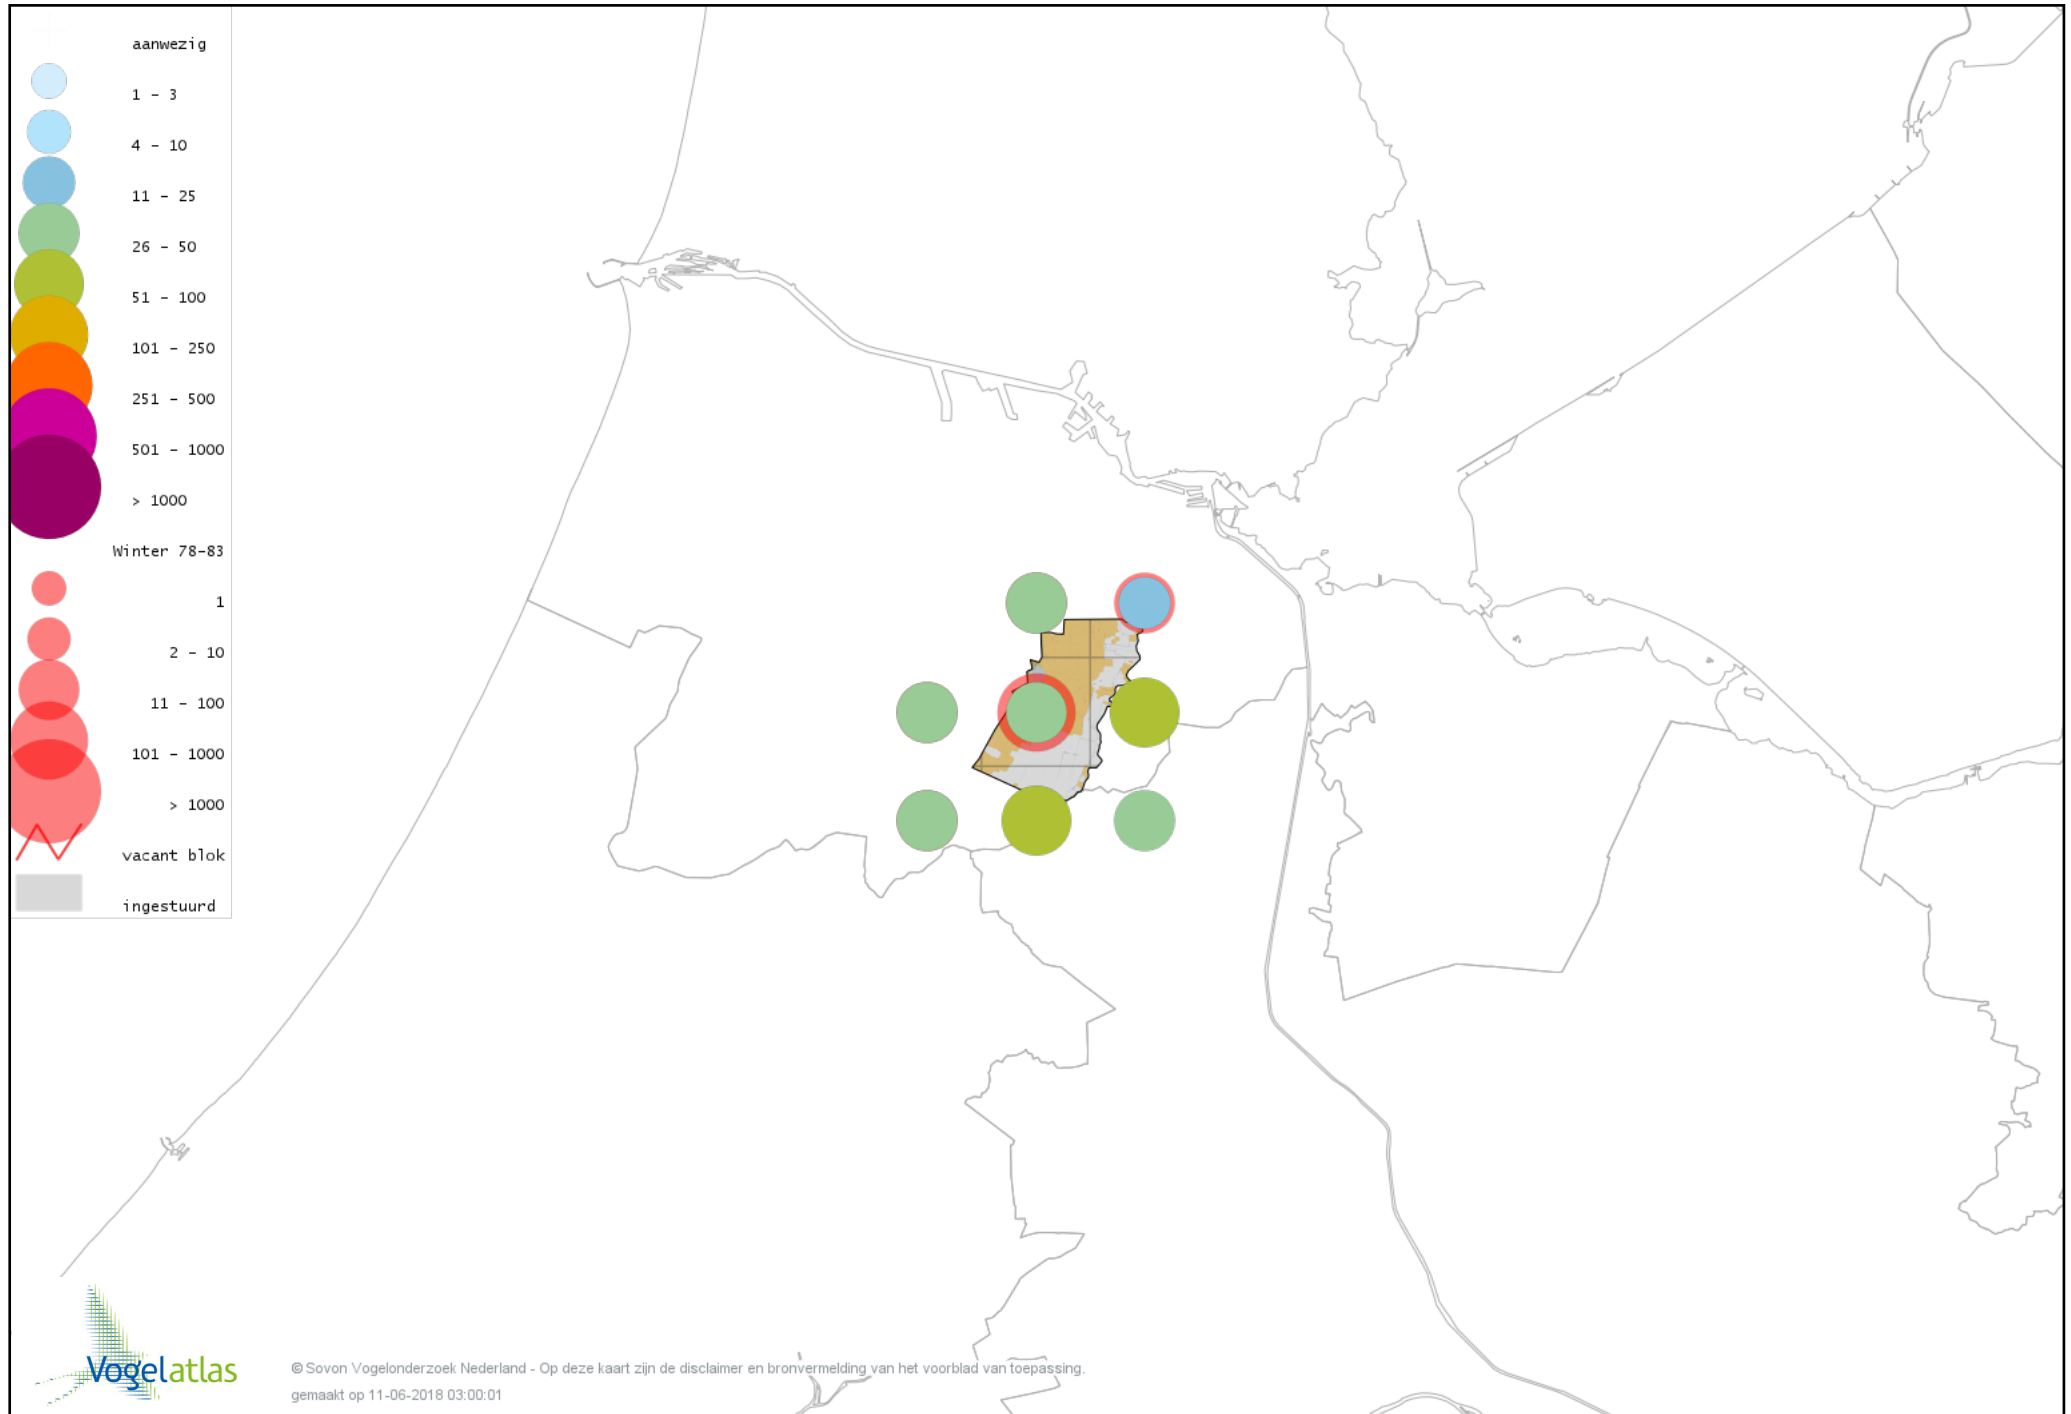 aanwezig
1 - 3
4 - 10
11 - 25
26 - 50
51 - 100
101 - 250
251 - 500
501 - 1000
> 1000
Winter 78-83
1
2 - 10
11 - 100
101 - 1000
> 1000
vacant blok
ingestuurd
Vogelatlas
© Sovon Vogelonderzoek Nederland - Op deze kaart zijn de disclaimer en bronvermelding van het voorblad van toepassing.
gemaakt op 11-06-2018 03:00:01